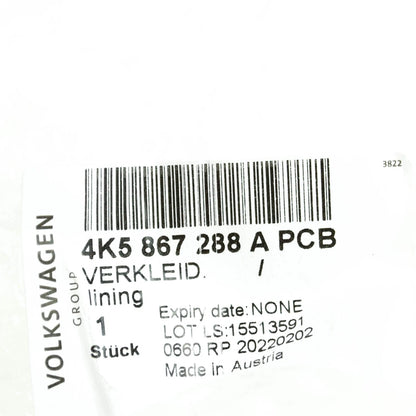 3822
VOLKSWAGEN
GROUP
4K5 867 288 A PCB
VERKLEID. /
lining
1
Stück
Expiry date: NONE
LOT LS:15513591
0660 RP 20220202
Made in Austria